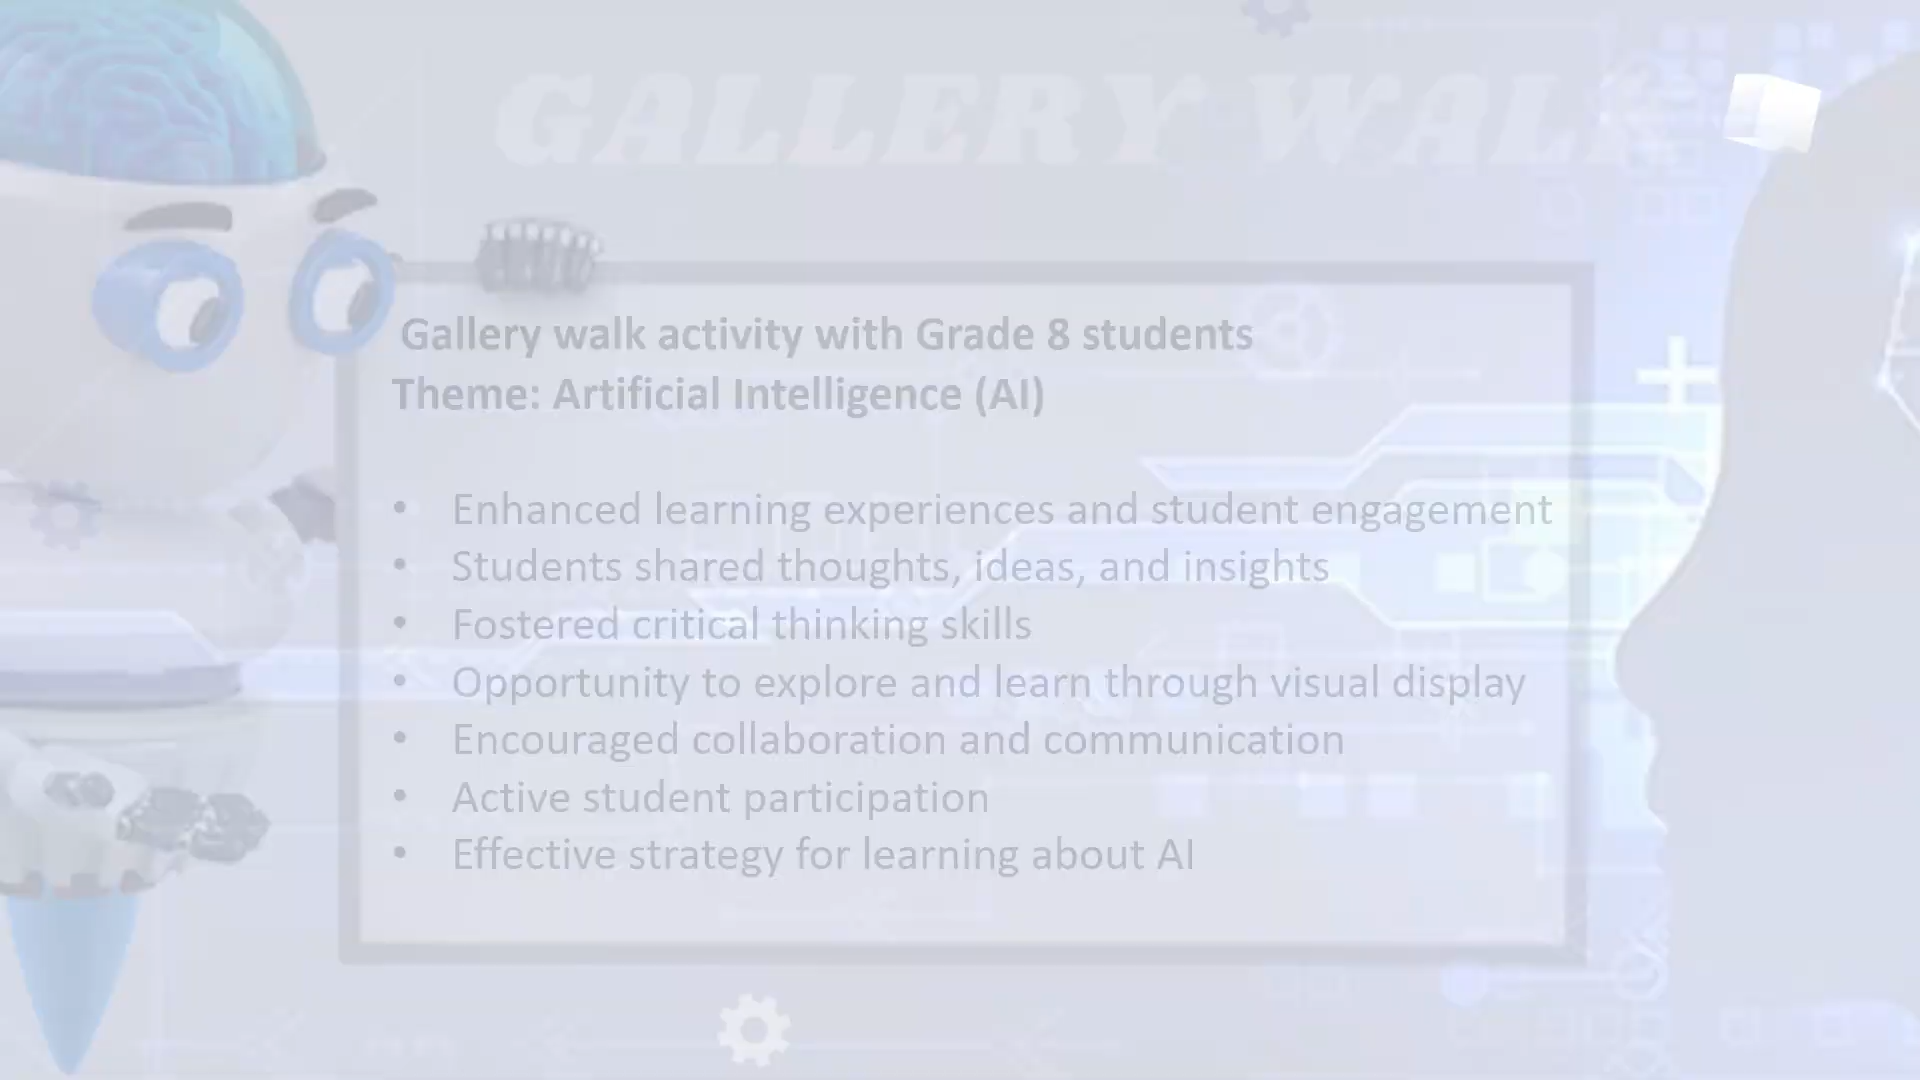 GALLERY WALK
Gallery walk activity with Grade 8 students
Theme: Artificial Intelligence (AI)
• Enhanced learning experiences and student engagement
• Students shared thoughts, ideas, and insights
• Fostered critical thinking skills
• Opportunity to explore and learn through visual display
• Encouraged collaboration and communication
• Active student participation
• Effective strategy for learning about AI